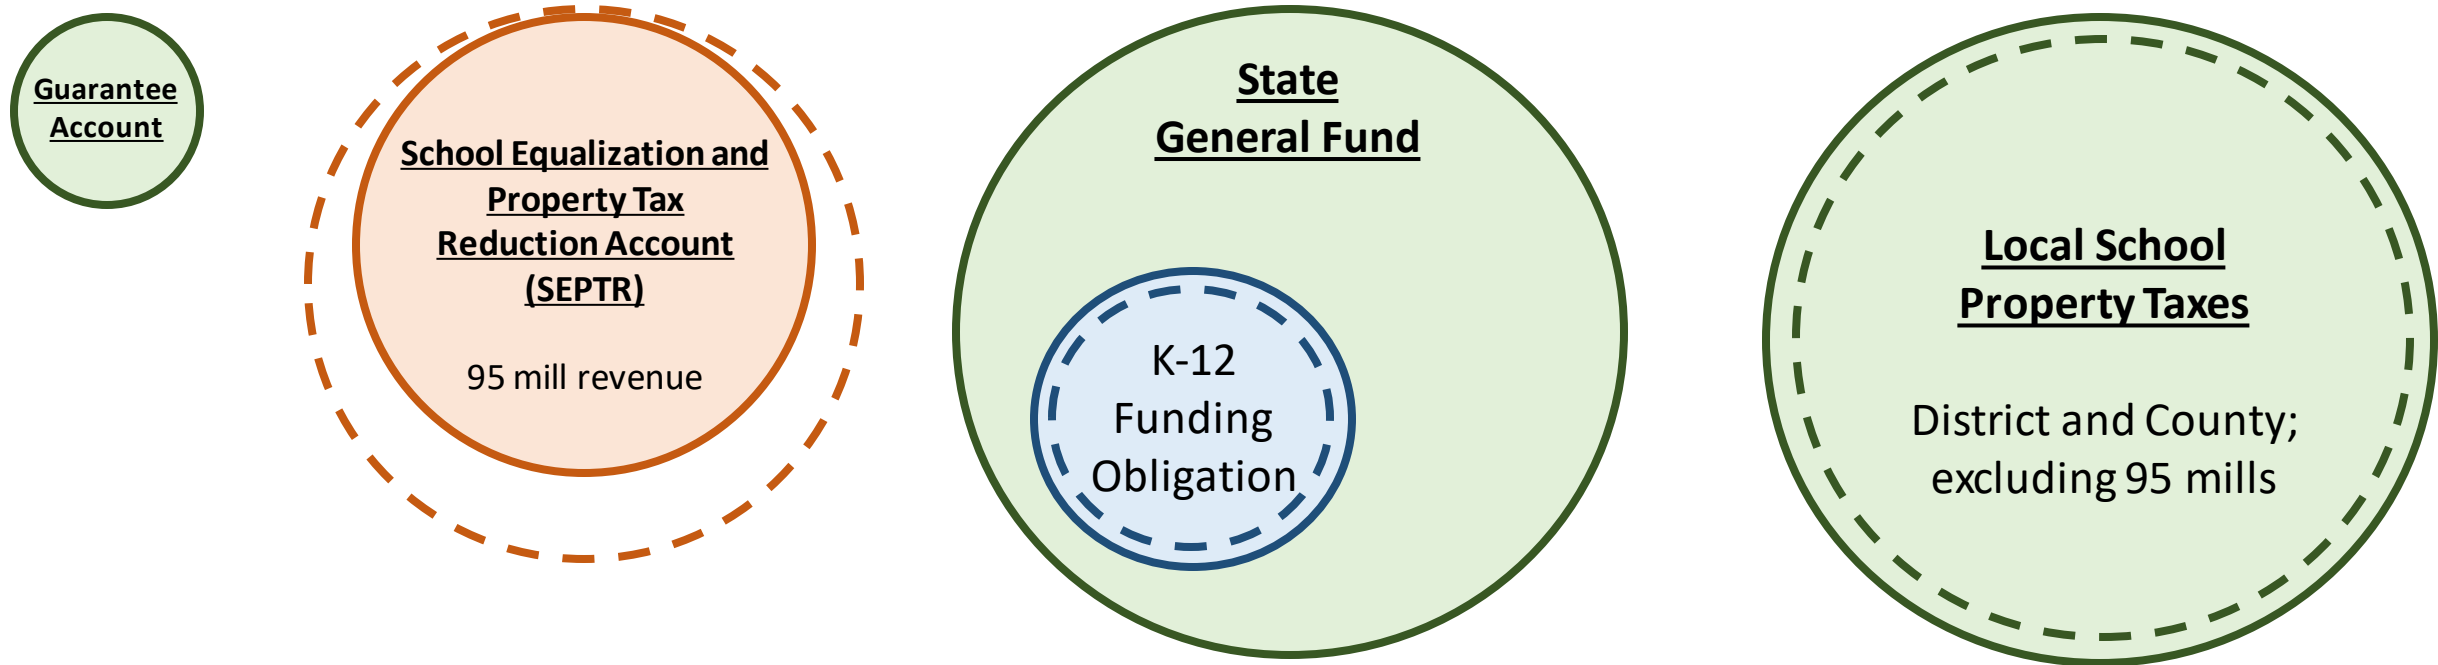 Guarantee
Account
School Equalization and
Property Tax
Reduction Account
(SEPTR)
95 mill revenue
State
General Fund
K-12
Funding
Obligation
Local School
Property Taxes
District and County;
excluding 95 mills